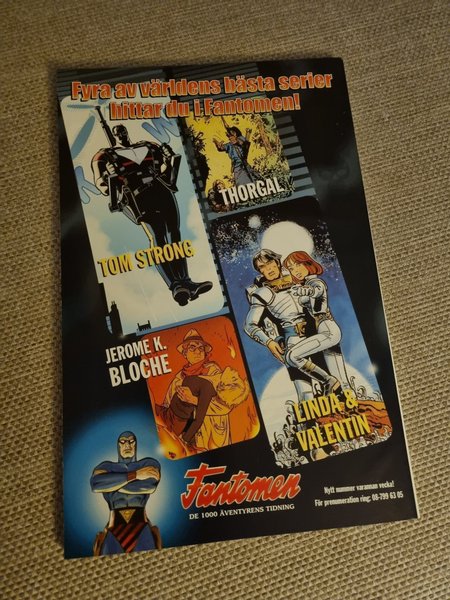 Fyra av världens bästa serier
hittar du i Fantomen!
THORGAL
TOM STRONG
JEROME K.
BLOCHE
LINDA &
VALENTIN
Fantomen
DE 1000 ÄVENTYRENS TIDNING
Nytt nummer varannan vecka!
För prenumeration ring: 08-799 63 05